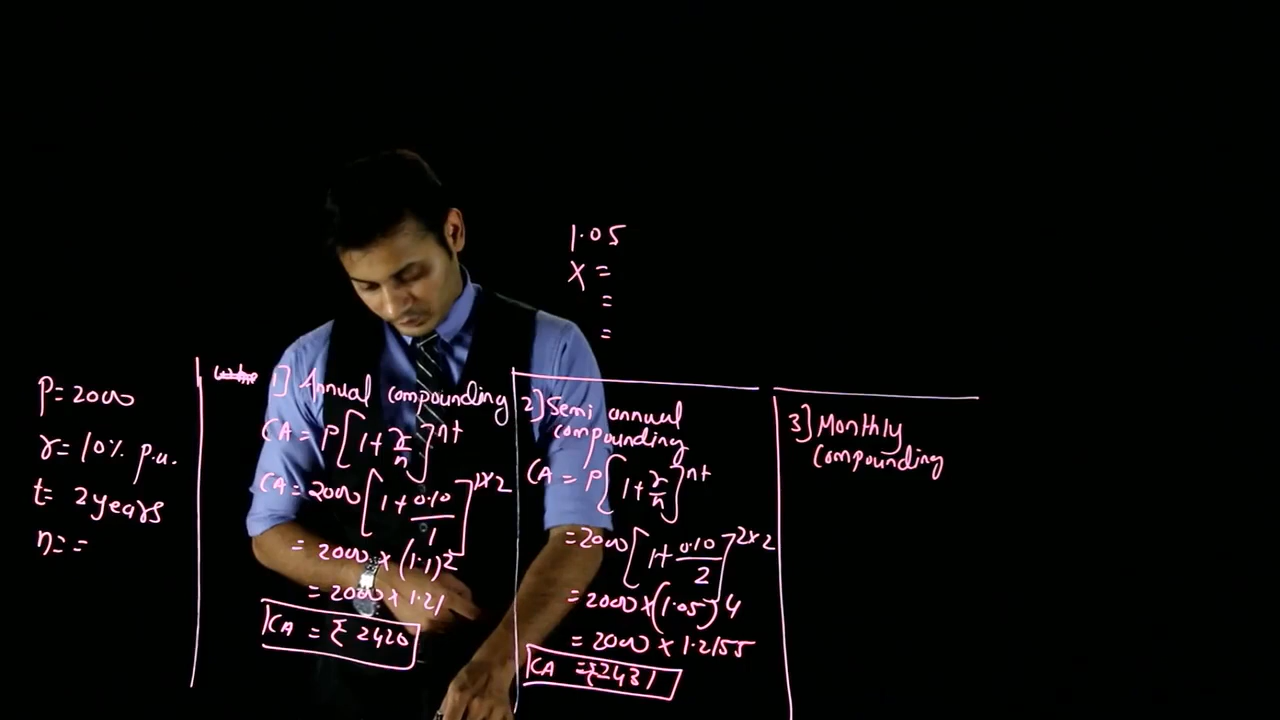 1.05
X =
=
=
P = 2000
r = 10% p.a.
t = 2 years
n = =
1] Annual compounding
CA = P[1 + r/n]^nt
CA = 2000[1 + 0.10/1]^1×2
= 2000 × (1.1)^2
= 2000 × 1.21
CA = ₹ 2420
2] Semi annual
compounding
CA = P[1 + r/n]^nt
= 2000[1 + 0.10/2]^2×2
= 2000 × (1.05)^4
= 2000 × 1.2155
CA = ₹2431
3] Monthly
compounding